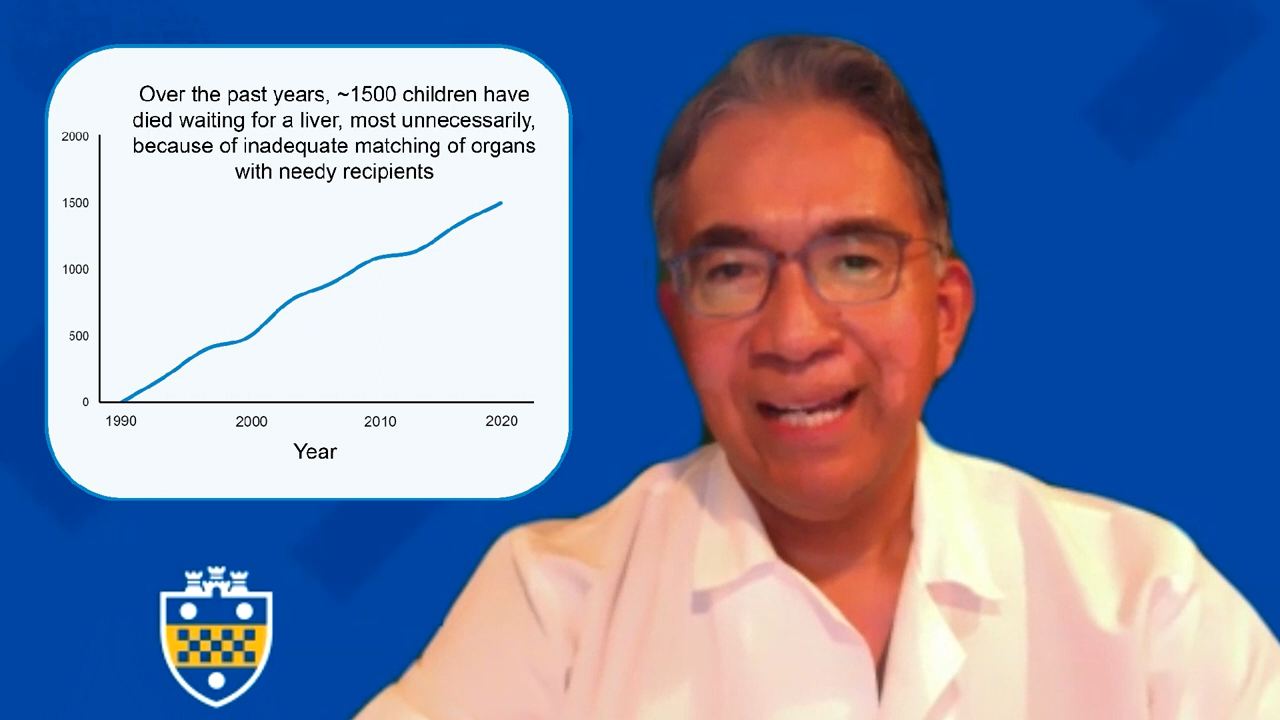 Over the past years, ~1500 children have
died waiting for a liver, most unnecessarily,
because of inadequate matching of organs
with needy recipients
2000
1500
1000
500
0
1990 2000 2010 2020
Year